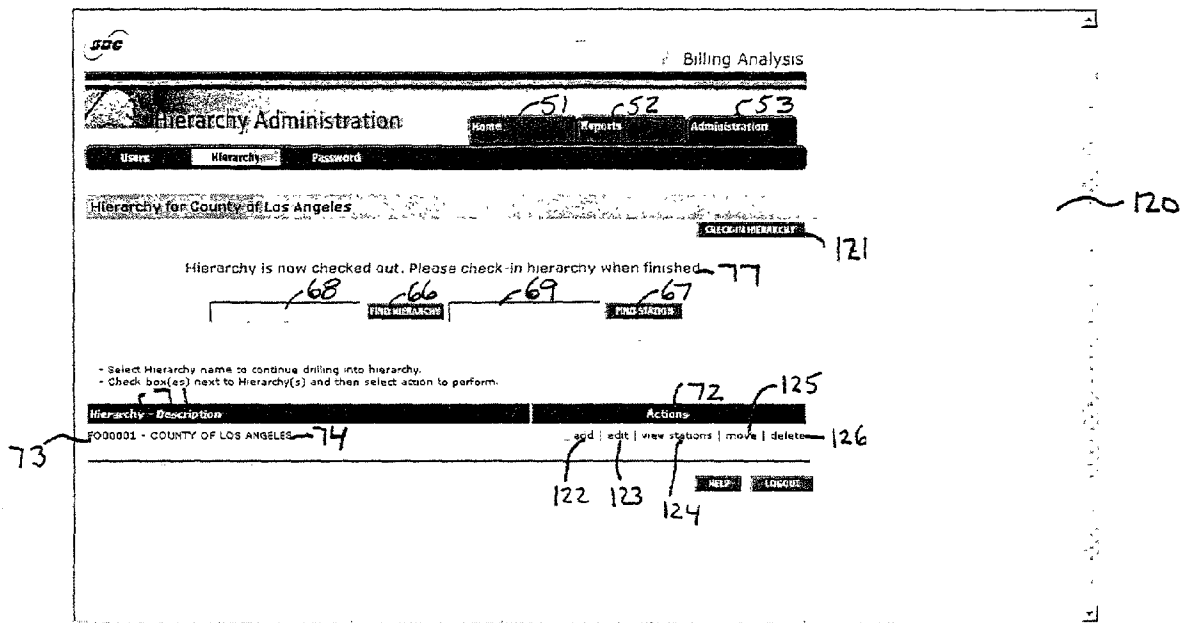 SBC
Billing Analysis
Hierarchy Administration
51 52 53
Home Reports Administration
Users Hierarchy Password
Hierarchy for County of Los Angeles
120
CHECK-IN HIERARCHY
121
Hierarchy is now checked out. Please check-in hierarchy when finished. 77
68 66 69 67
FIND HIERARCHY FIND STATION
- Select Hierarchy name to continue drilling into hierarchy.
- Check box(es) next to Hierarchy(s) and then select action to perform.
71 72 125
Hierarchy - Description Actions
73 F000001 - COUNTY OF LOS ANGELES 74 add | edit | view stations | move | delete 126
122 123 124
HELP LOGOUT